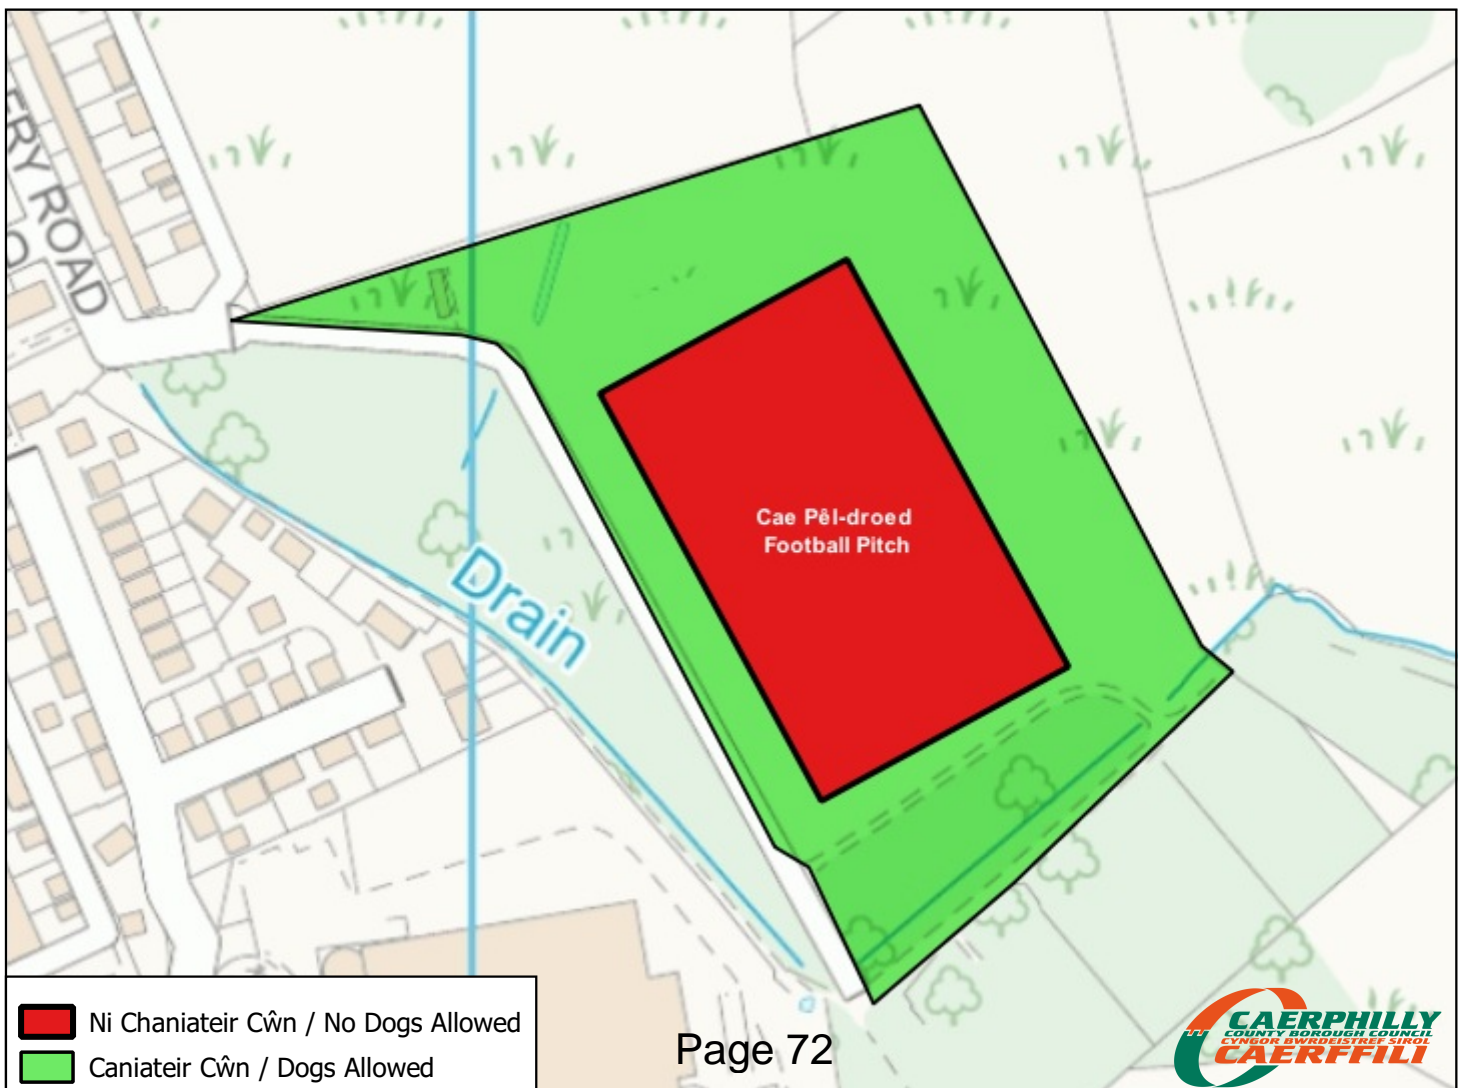 ERY ROAD
Cae Pêl-droed
Football Pitch
Drain
Ni Chaniateir Cŵn / No Dogs Allowed
Caniateir Cŵn / Dogs Allowed
Page 72
CAERPHILLY
COUNTY BOROUGH COUNCIL
CYNGOR BWRDEISTREF SIROL
CAERFFILI